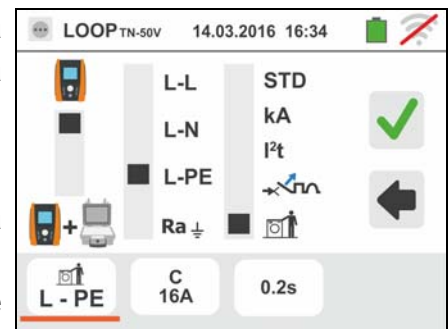 LOOP TN-50V 14.03.2016 16:34
L-L STD
L-N kA
I²t
L-PE
+
Ra
L - PE
C
16A
0.2s